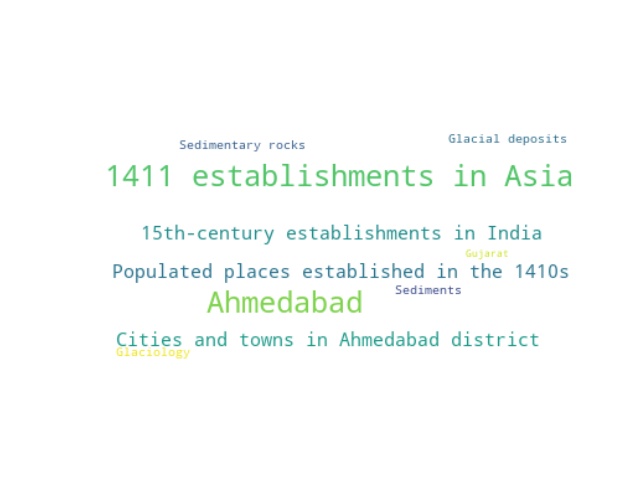 Glacial deposits
Sedimentary rocks
1411 establishments in Asia
15th-century establishments in India
Gujarat
Populated places established in the 1410s
Sediments
Ahmedabad
Cities and towns in Ahmedabad district
Glaciology